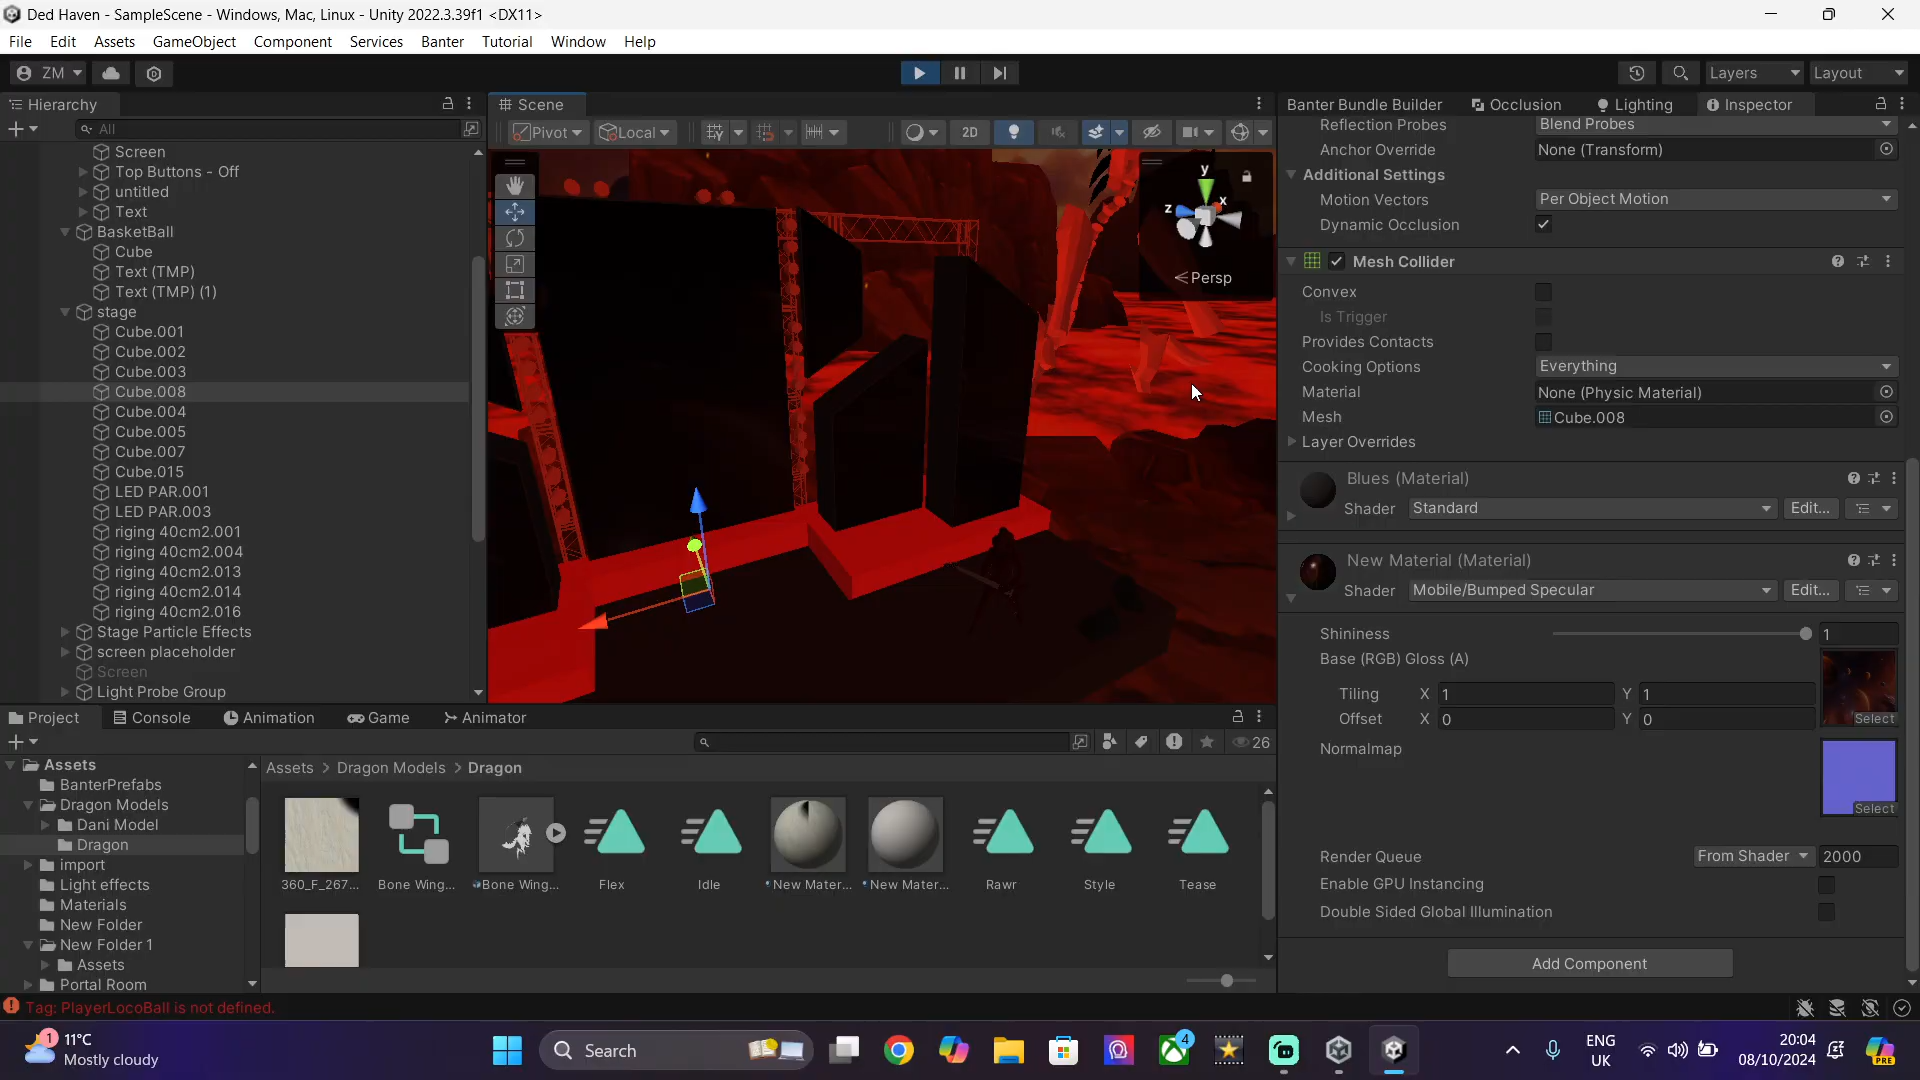 Ded Haven - SampleScene - Windows, Mac, Linux - Unity 2022.3.39f1 <DX11>
File Edit Assets GameObject Component Services Banter Tutorial Window Help
ZM Layers Layout
Hierarchy
All
Screen
Top Buttons - Off
untitled
Text
BasketBall
Cube
Text (TMP)
Text (TMP) (1)
stage
Cube.001
Cube.002
Cube.003
Cube.008
Cube.004
Cube.005
Cube.007
Cube.015
LED PAR.001
LED PAR.003
riging 40cm2.001
riging 40cm2.004
riging 40cm2.013
riging 40cm2.014
riging 40cm2.016
Stage Particle Effects
screen placeholder
Screen
Light Probe Group
Scene
Pivot Local 2D
y
x
z
Persp
Banter Bundle Builder Occlusion Lighting Inspector
Reflection Probes Blend Probes
Anchor Override None (Transform)
Additional Settings
Motion Vectors Per Object Motion
Dynamic Occlusion
Mesh Collider
Convex
Is Trigger
Provides Contacts
Cooking Options Everything
Material None (Physic Material)
Mesh Cube.008
Layer Overrides
Blues (Material)
Shader Standard Edit...
New Material (Material)
Shader Mobile/Bumped Specular Edit...
Shininess 1
Base (RGB) Gloss (A)
Tiling X 1 Y 1
Offset X 0 Y 0
Select
Normalmap
Select
Render Queue From Shader 2000
Enable GPU Instancing
Double Sided Global Illumination
Add Component
Project Console Animation Game Animator
26
Assets
BanterPrefabs
Dragon Models
Dani Model
Dragon
import
Light effects
Materials
New Folder
New Folder 1
Assets
Portal Room
Assets > Dragon Models > Dragon
360_F_267... Bone Wing... Bone Wing... Flex Idle New Mater... New Mater... Rawr Style Tease
Tag: PlayerLocoBall is not defined.
1
11°C
Mostly cloudy
Search
4
ENG
UK
20:04
08/10/2024
PRE